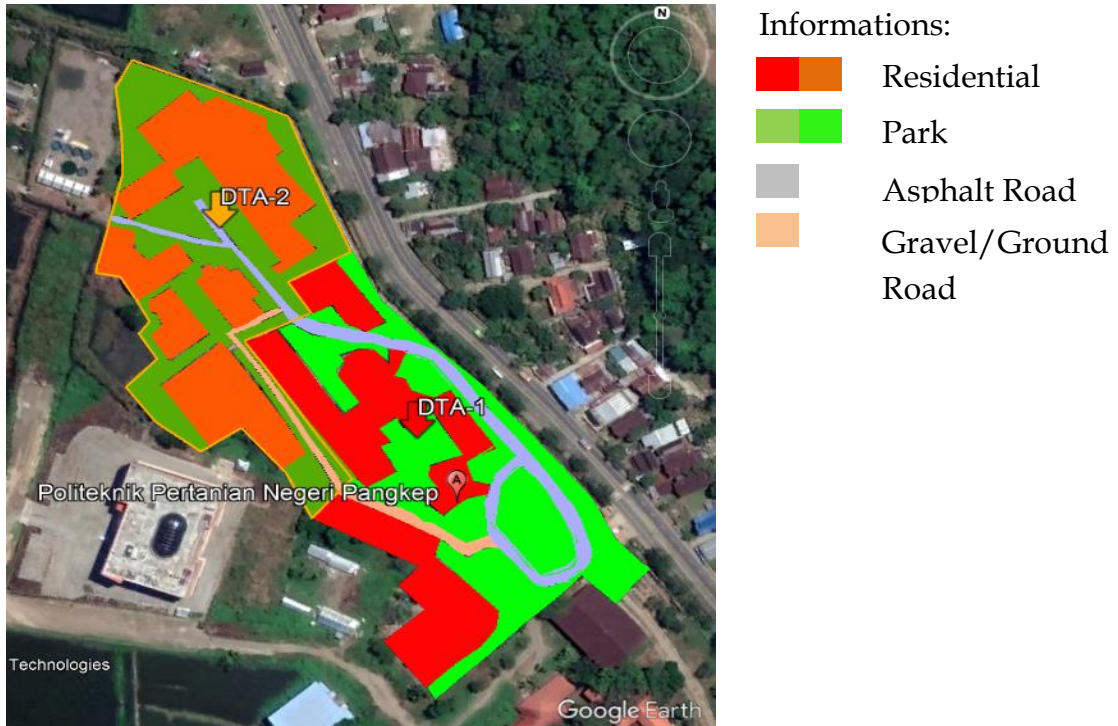 N
DTA-2
DTA-1
A
Politeknik Pertanian Negeri Pangkep
Technologies
Google Earth
Informations:
Residential
Park
Asphalt Road
Gravel/Ground
Road